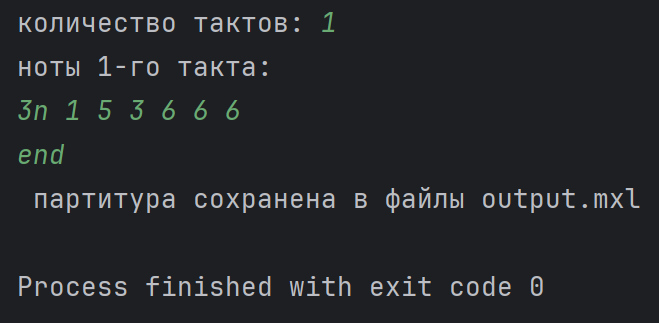 количество тактов: 1
ноты 1-го такта:
3n 1 5 3 6 6 6
end
партитура сохранена в файлы output.mxl
Process finished with exit code 0